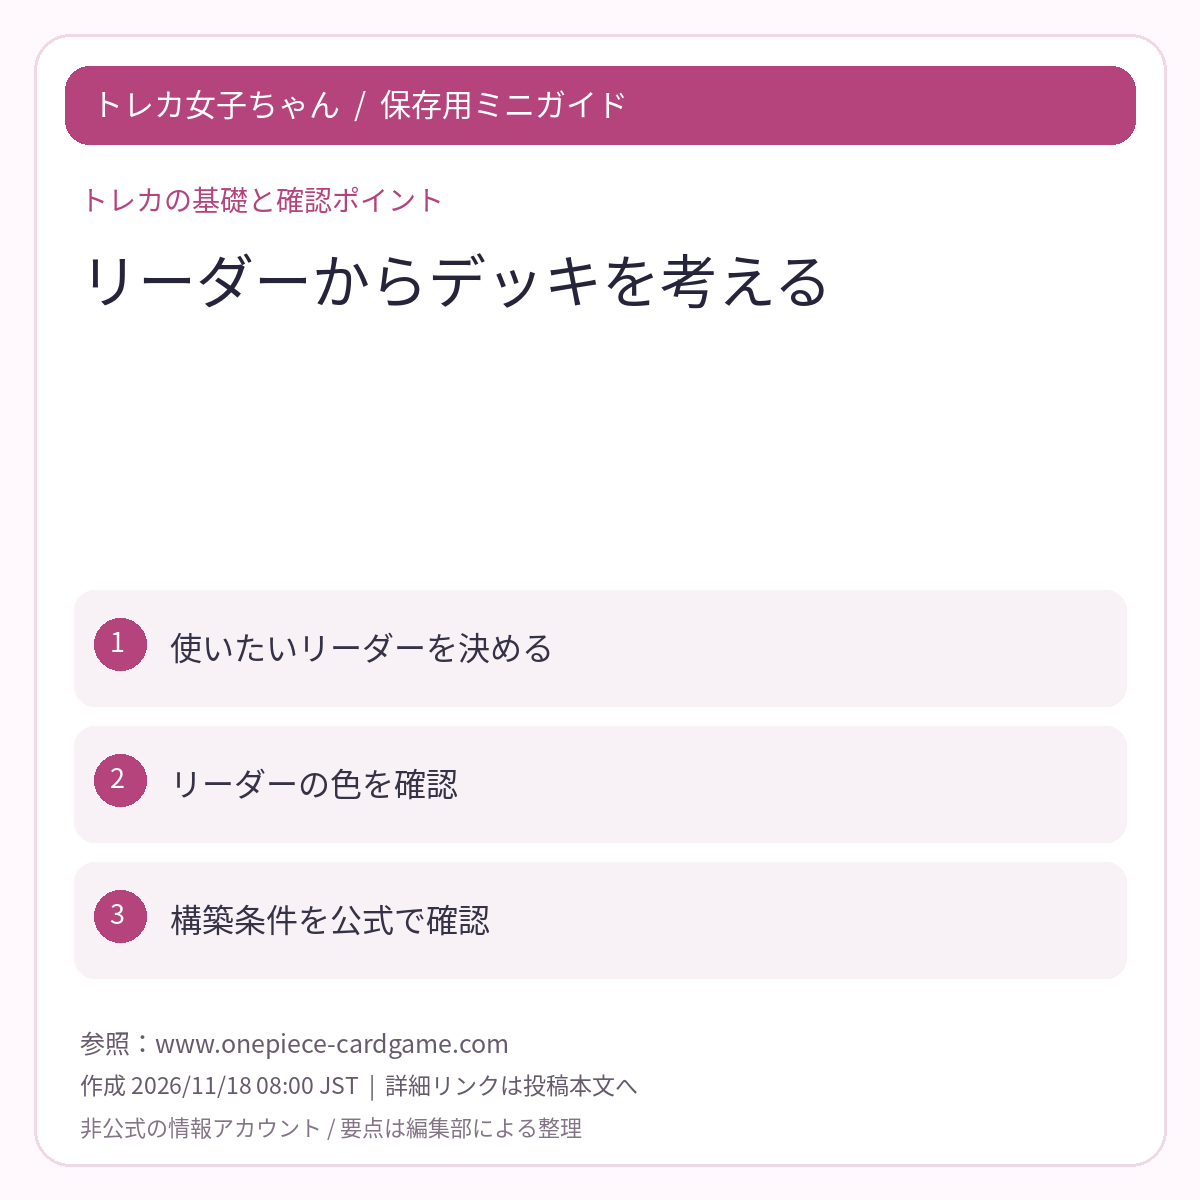 トレカ女子ちゃん / 保存用ミニガイド
トレカの基礎と確認ポイント
リーダーからデッキを考える
1 使いたいリーダーを決める
2 リーダーの色を確認
3 構築条件を公式で確認
参照：www.onepiece-cardgame.com
作成 2026/11/18 08:00 JST｜詳細リンクは投稿本文へ
非公式の情報アカウント / 要点は編集部による整理